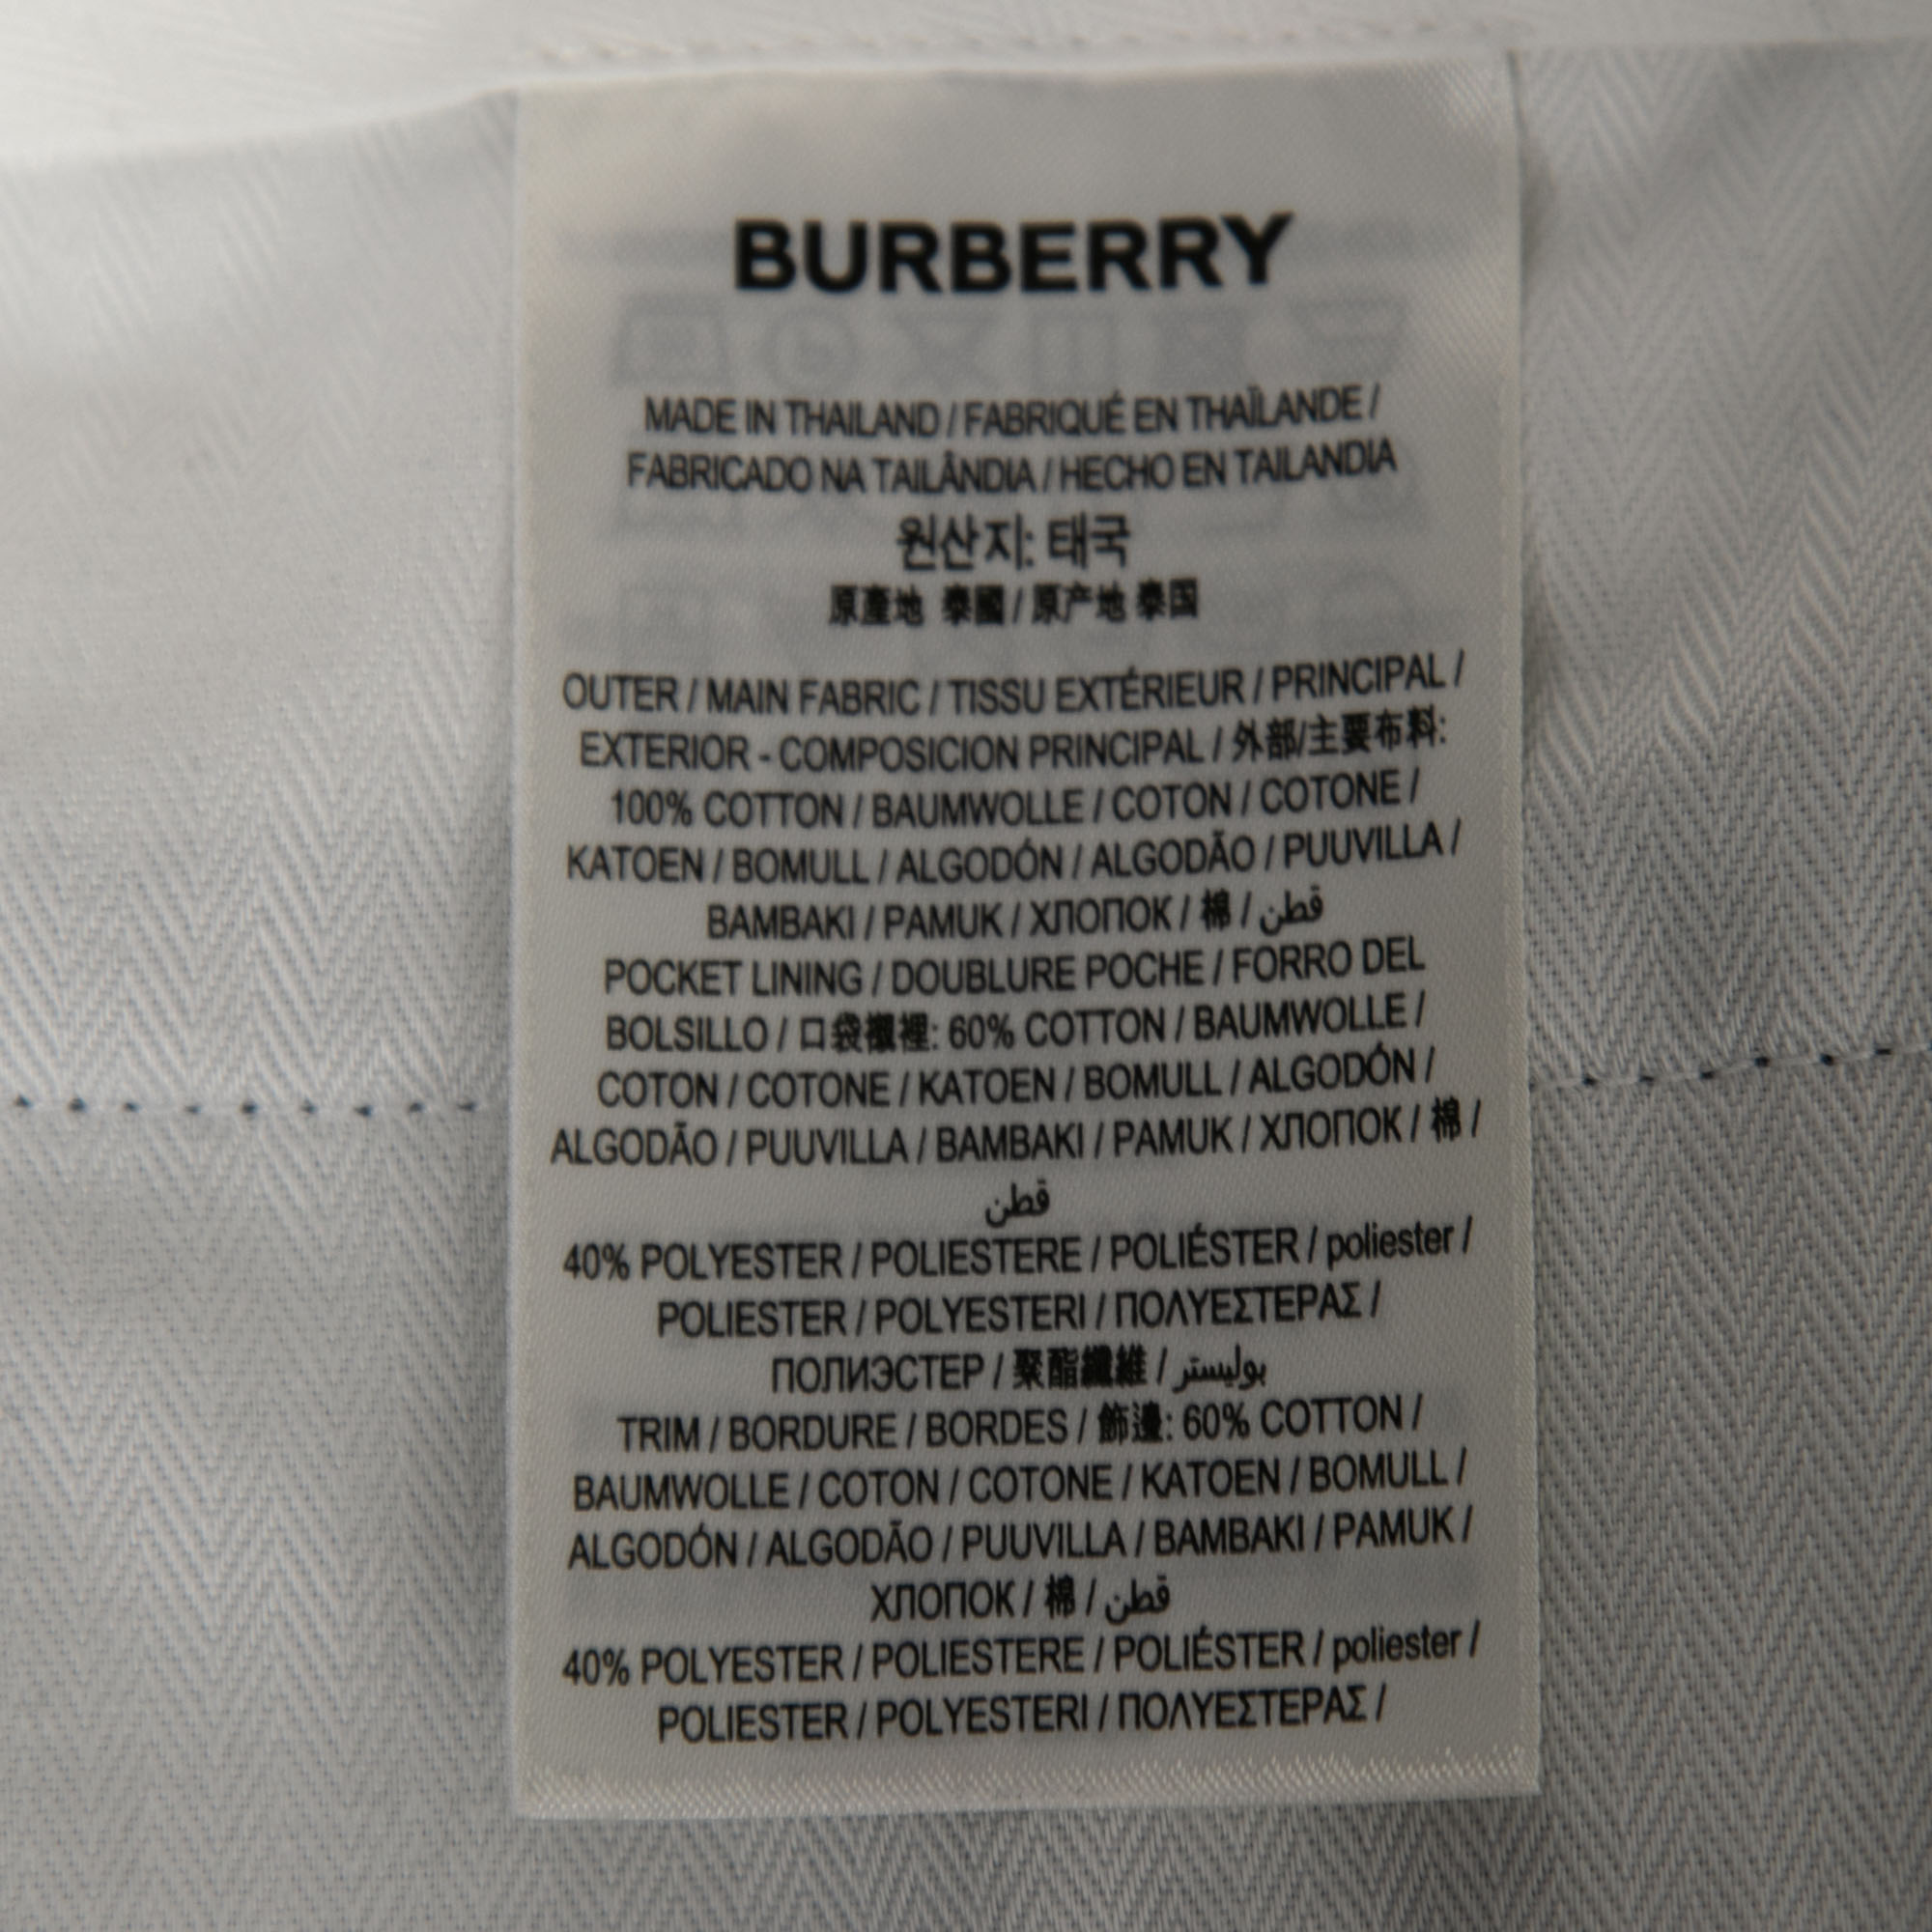 BURBERRY
MADE IN THAILAND / FABRIQUÉ EN THAÏLANDE /
FABRICADO NA TAILÂNDIA / HECHO EN TAILANDIA
원산지: 태국
原產地 泰國 / 原产地 泰国
OUTER / MAIN FABRIC / TISSU EXTÉRIEUR / PRINCIPAL /
EXTERIOR - COMPOSICION PRINCIPAL / 外部/主要布料:
100% COTTON / BAUMWOLLE / COTON / COTONE /
KATOEN / BOMULL / ALGODÓN / ALGODÃO / PUUVILLA /
BAMBAKI / PAMUK / ХЛОПОК / 棉 / قطن
POCKET LINING / DOUBLURE POCHE / FORRO DEL
BOLSILLO / 口袋襯裡: 60% COTTON / BAUMWOLLE /
COTON / COTONE / KATOEN / BOMULL / ALGODÓN /
ALGODÃO / PUUVILLA / BAMBAKI / PAMUK / ХЛОПОК / 棉 /
قطن
40% POLYESTER / POLIESTERE / POLIÉSTER / poliester /
POLIESTER / POLYESTERI / ΠΟΛΥΕΣΤΕΡΑΣ /
ПОЛИЭСТЕР / 聚酯纖維 / بوليستر
TRIM / BORDURE / BORDES / 飾邊: 60% COTTON /
BAUMWOLLE / COTON / COTONE / KATOEN / BOMULL /
ALGODÓN / ALGODÃO / PUUVILLA / BAMBAKI / PAMUK /
ХЛОПОК / 棉 / قطن
40% POLYESTER / POLIESTERE / POLIÉSTER / poliester /
POLIESTER / POLYESTERI / ΠΟΛΥΕΣΤΕΡΑΣ /